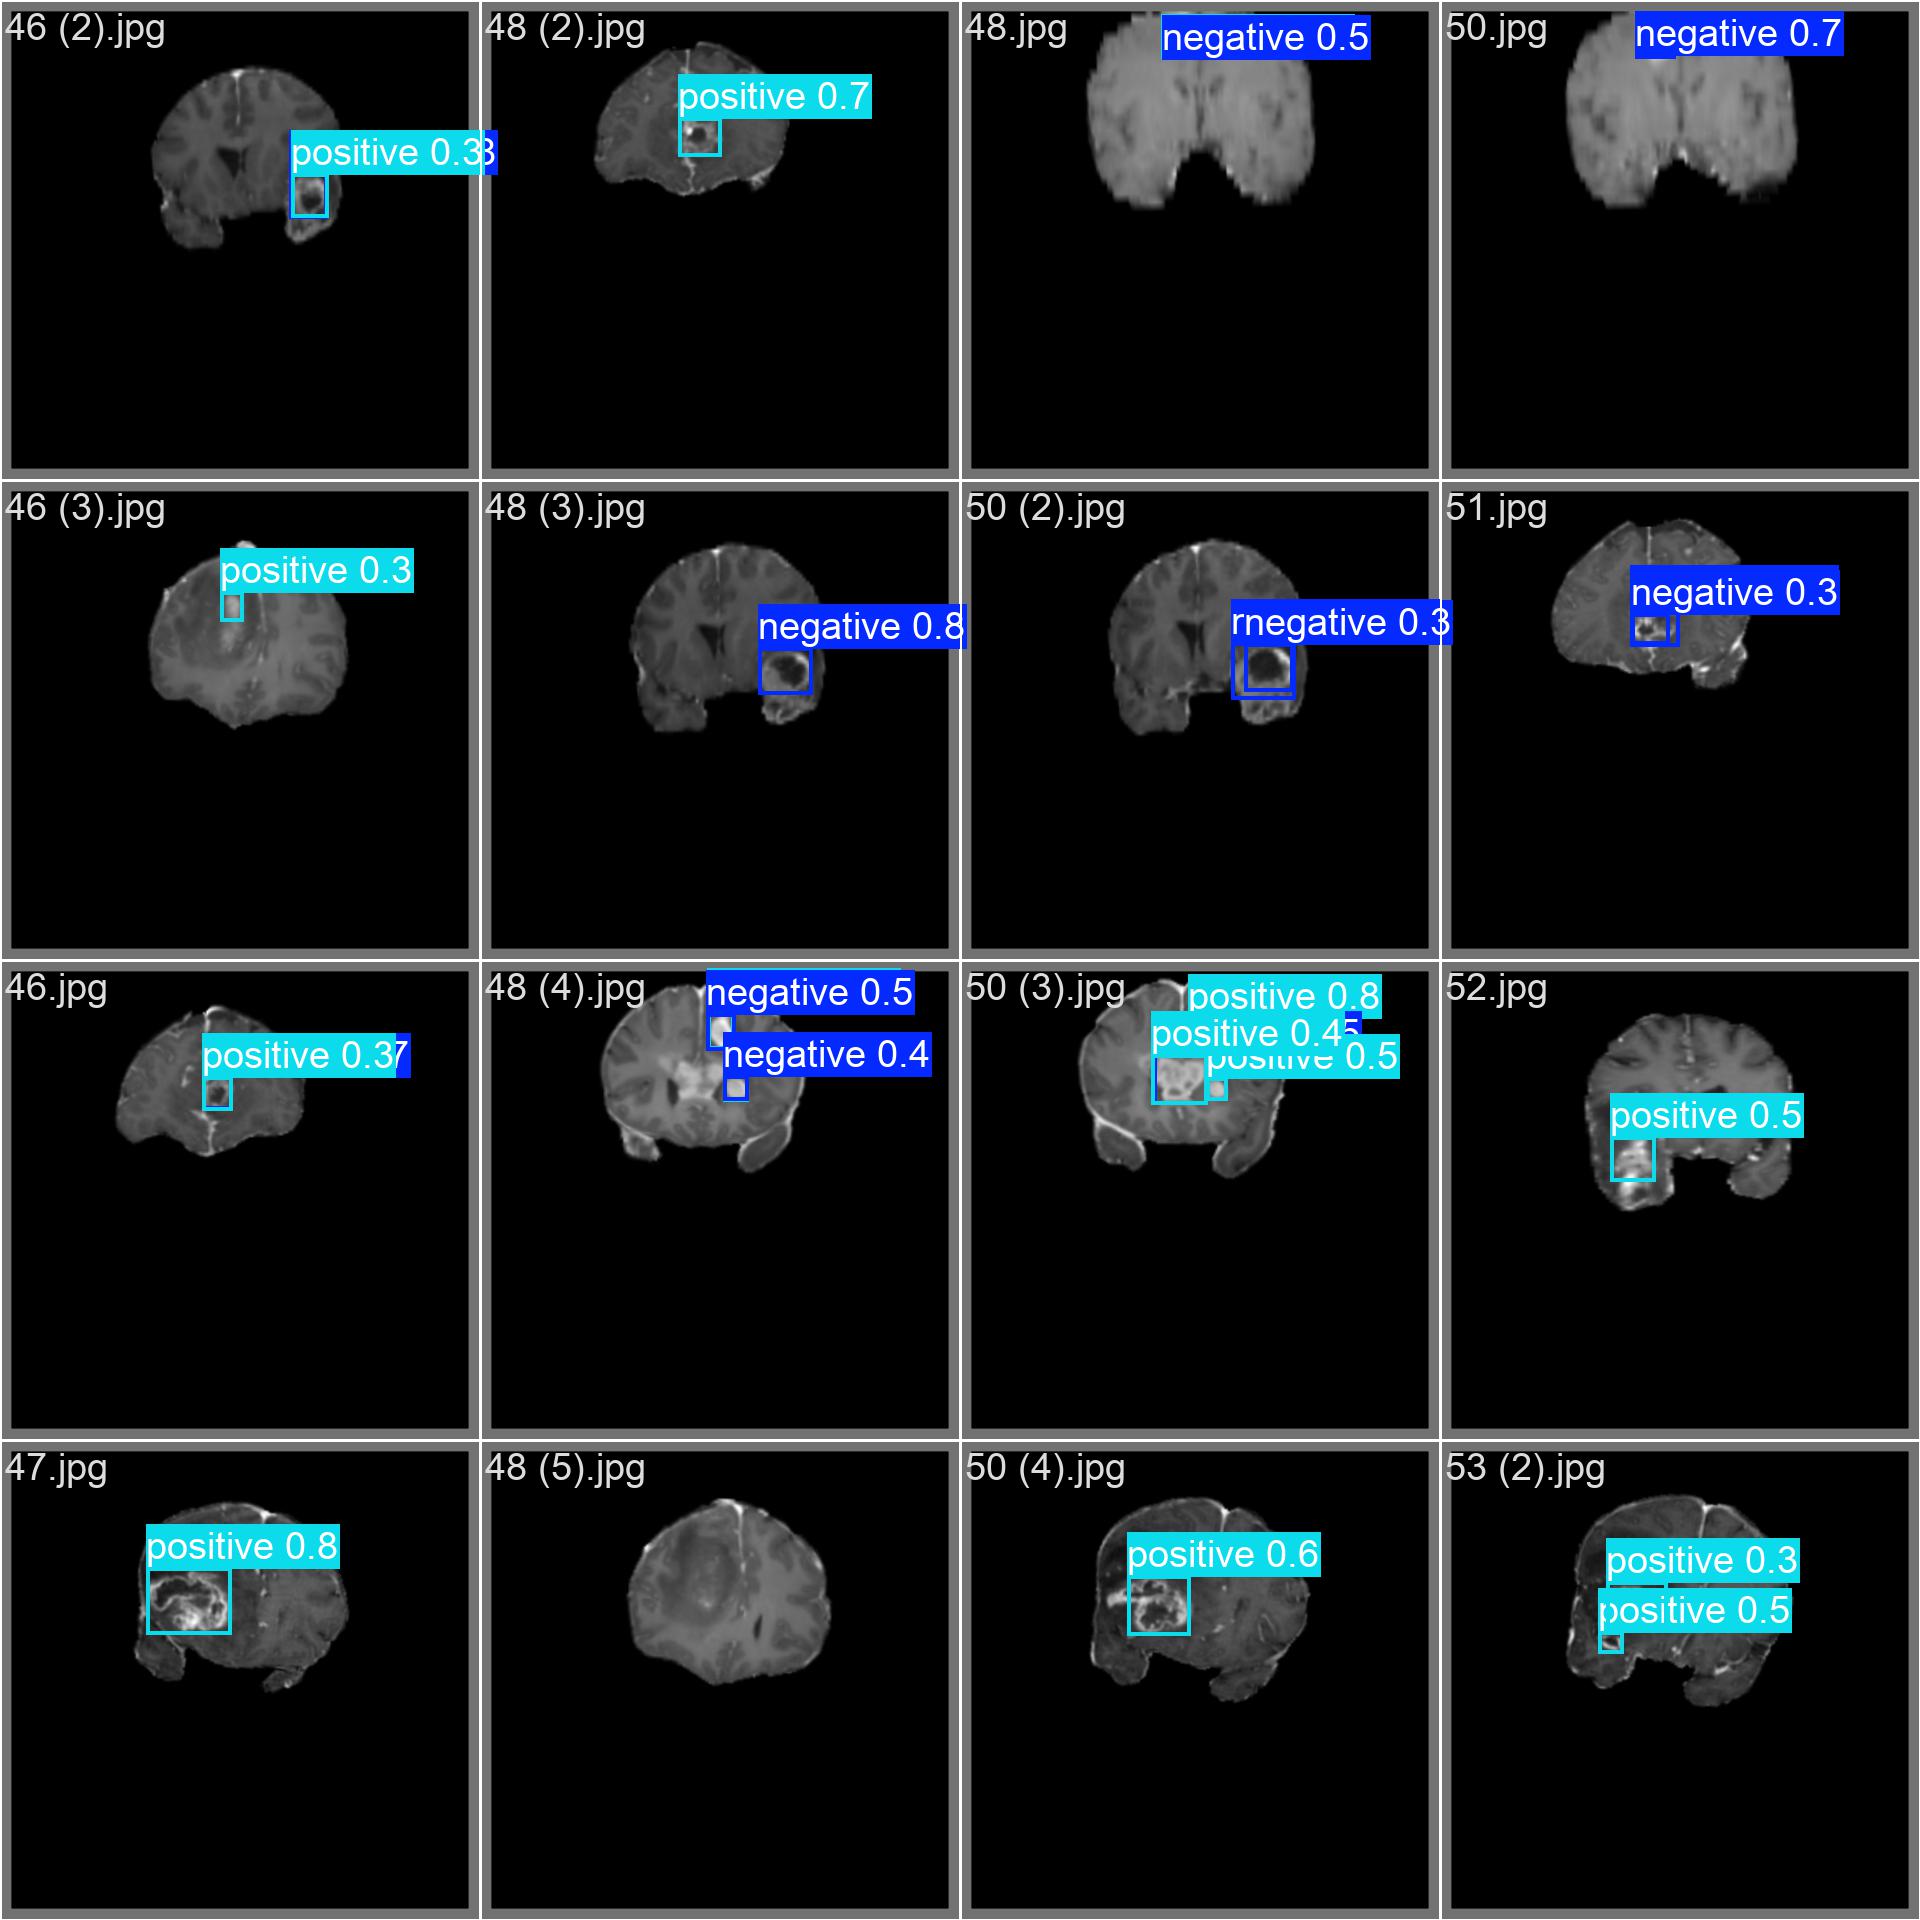 46 (2).jpg
positive 0.3
48 (2).jpg
positive 0.7
48.jpg
negative 0.5
50.jpg
negative 0.7
46 (3).jpg
positive 0.3
48 (3).jpg
negative 0.8
50 (2).jpg
rnegative 0.3
51.jpg
negative 0.3
46.jpg
positive 0.3
48 (4).jpg
negative 0.5
negative 0.4
50 (3).jpg
positive 0.8
positive 0.4
positive 0.5
52.jpg
positive 0.5
47.jpg
positive 0.8
48 (5).jpg
50 (4).jpg
positive 0.6
53 (2).jpg
positive 0.3
positive 0.5